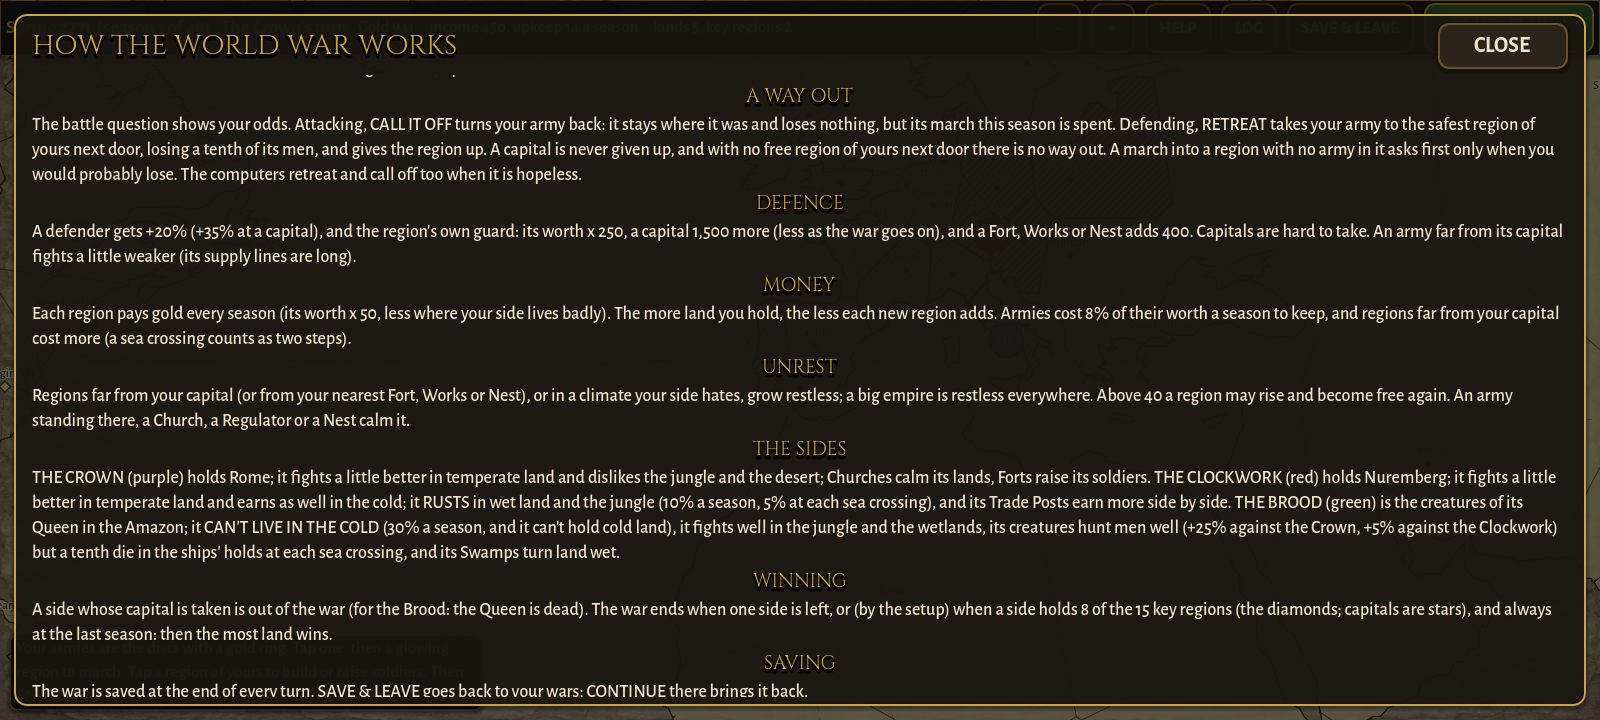 HOW THE WORLD WAR WORKS
CLOSE
A WAY OUT
The battle question shows your odds. Attacking, CALL IT OFF turns your army back: it stays where it was and loses nothing, but its march this season is spent. Defending, RETREAT takes your army to the safest region of
yours next door, losing a tenth of its men, and gives the region up. A capital is never given up, and with no free region of yours next door there is no way out. A march into a region with no army in it asks first only when you
would probably lose. The computers retreat and call off too when it is hopeless.
DEFENCE
A defender gets +20% (+35% at a capital), and the region's own guard: its worth x 250, a capital 1,500 more (less as the war goes on), and a Fort, Works or Nest adds 400. Capitals are hard to take. An army far from its capital
fights a little weaker (its supply lines are long).
MONEY
Each region pays gold every season (its worth x 50, less where your side lives badly). The more land you hold, the less each new region adds. Armies cost 8% of their worth a season to keep, and regions far from your capital
cost more (a sea crossing counts as two steps).
UNREST
Regions far from your capital (or from your nearest Fort, Works or Nest), or in a climate your side hates, grow restless; a big empire is restless everywhere. Above 40 a region may rise and become free again. An army
standing there, a Church, a Regulator or a Nest calm it.
THE SIDES
THE CROWN (purple) holds Rome; it fights a little better in temperate land and dislikes the jungle and the desert; Churches calm its lands, Forts raise its soldiers. THE CLOCKWORK (red) holds Nuremberg; it fights a little
better in temperate land and earns as well in the cold; it RUSTS in wet land and the jungle (10% a season, 5% at each sea crossing), and its Trade Posts earn more side by side. THE BROOD (green) is the creatures of its
Queen in the Amazon; it CAN'T LIVE IN THE COLD (30% a season, and it can't hold cold land), it fights well in the jungle and the wetlands, its creatures hunt men well (+25% against the Crown, +5% against the Clockwork)
but a tenth die in the ships' holds at each sea crossing, and its Swamps turn land wet.
WINNING
A side whose capital is taken is out of the war (for the Brood: the Queen is dead). The war ends when one side is left, or (by the setup) when a side holds 8 of the 15 key regions (the diamonds; capitals are stars), and always
at the last season: then the most land wins.
SAVING
The war is saved at the end of every turn. SAVE & LEAVE goes back to your wars: CONTINUE there brings it back.